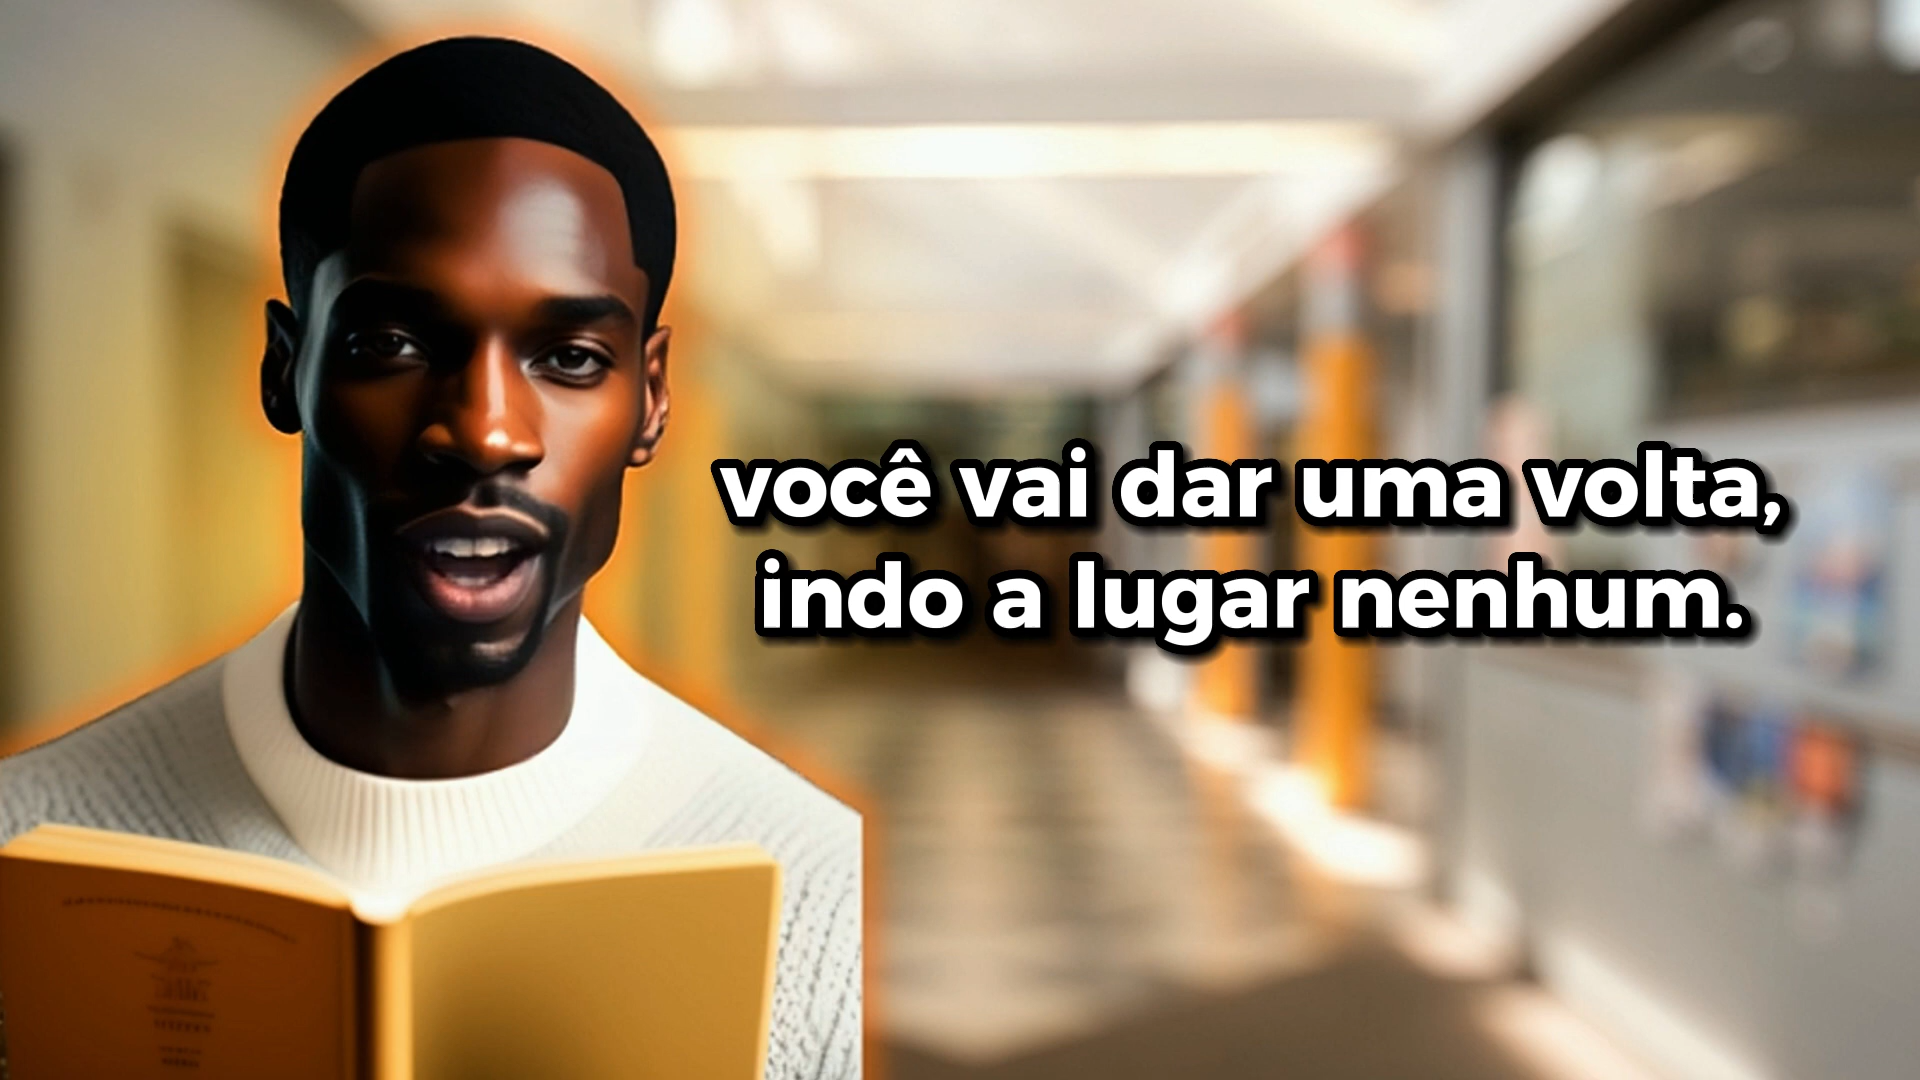 você vai dar uma volta,
indo a lugar nenhum.